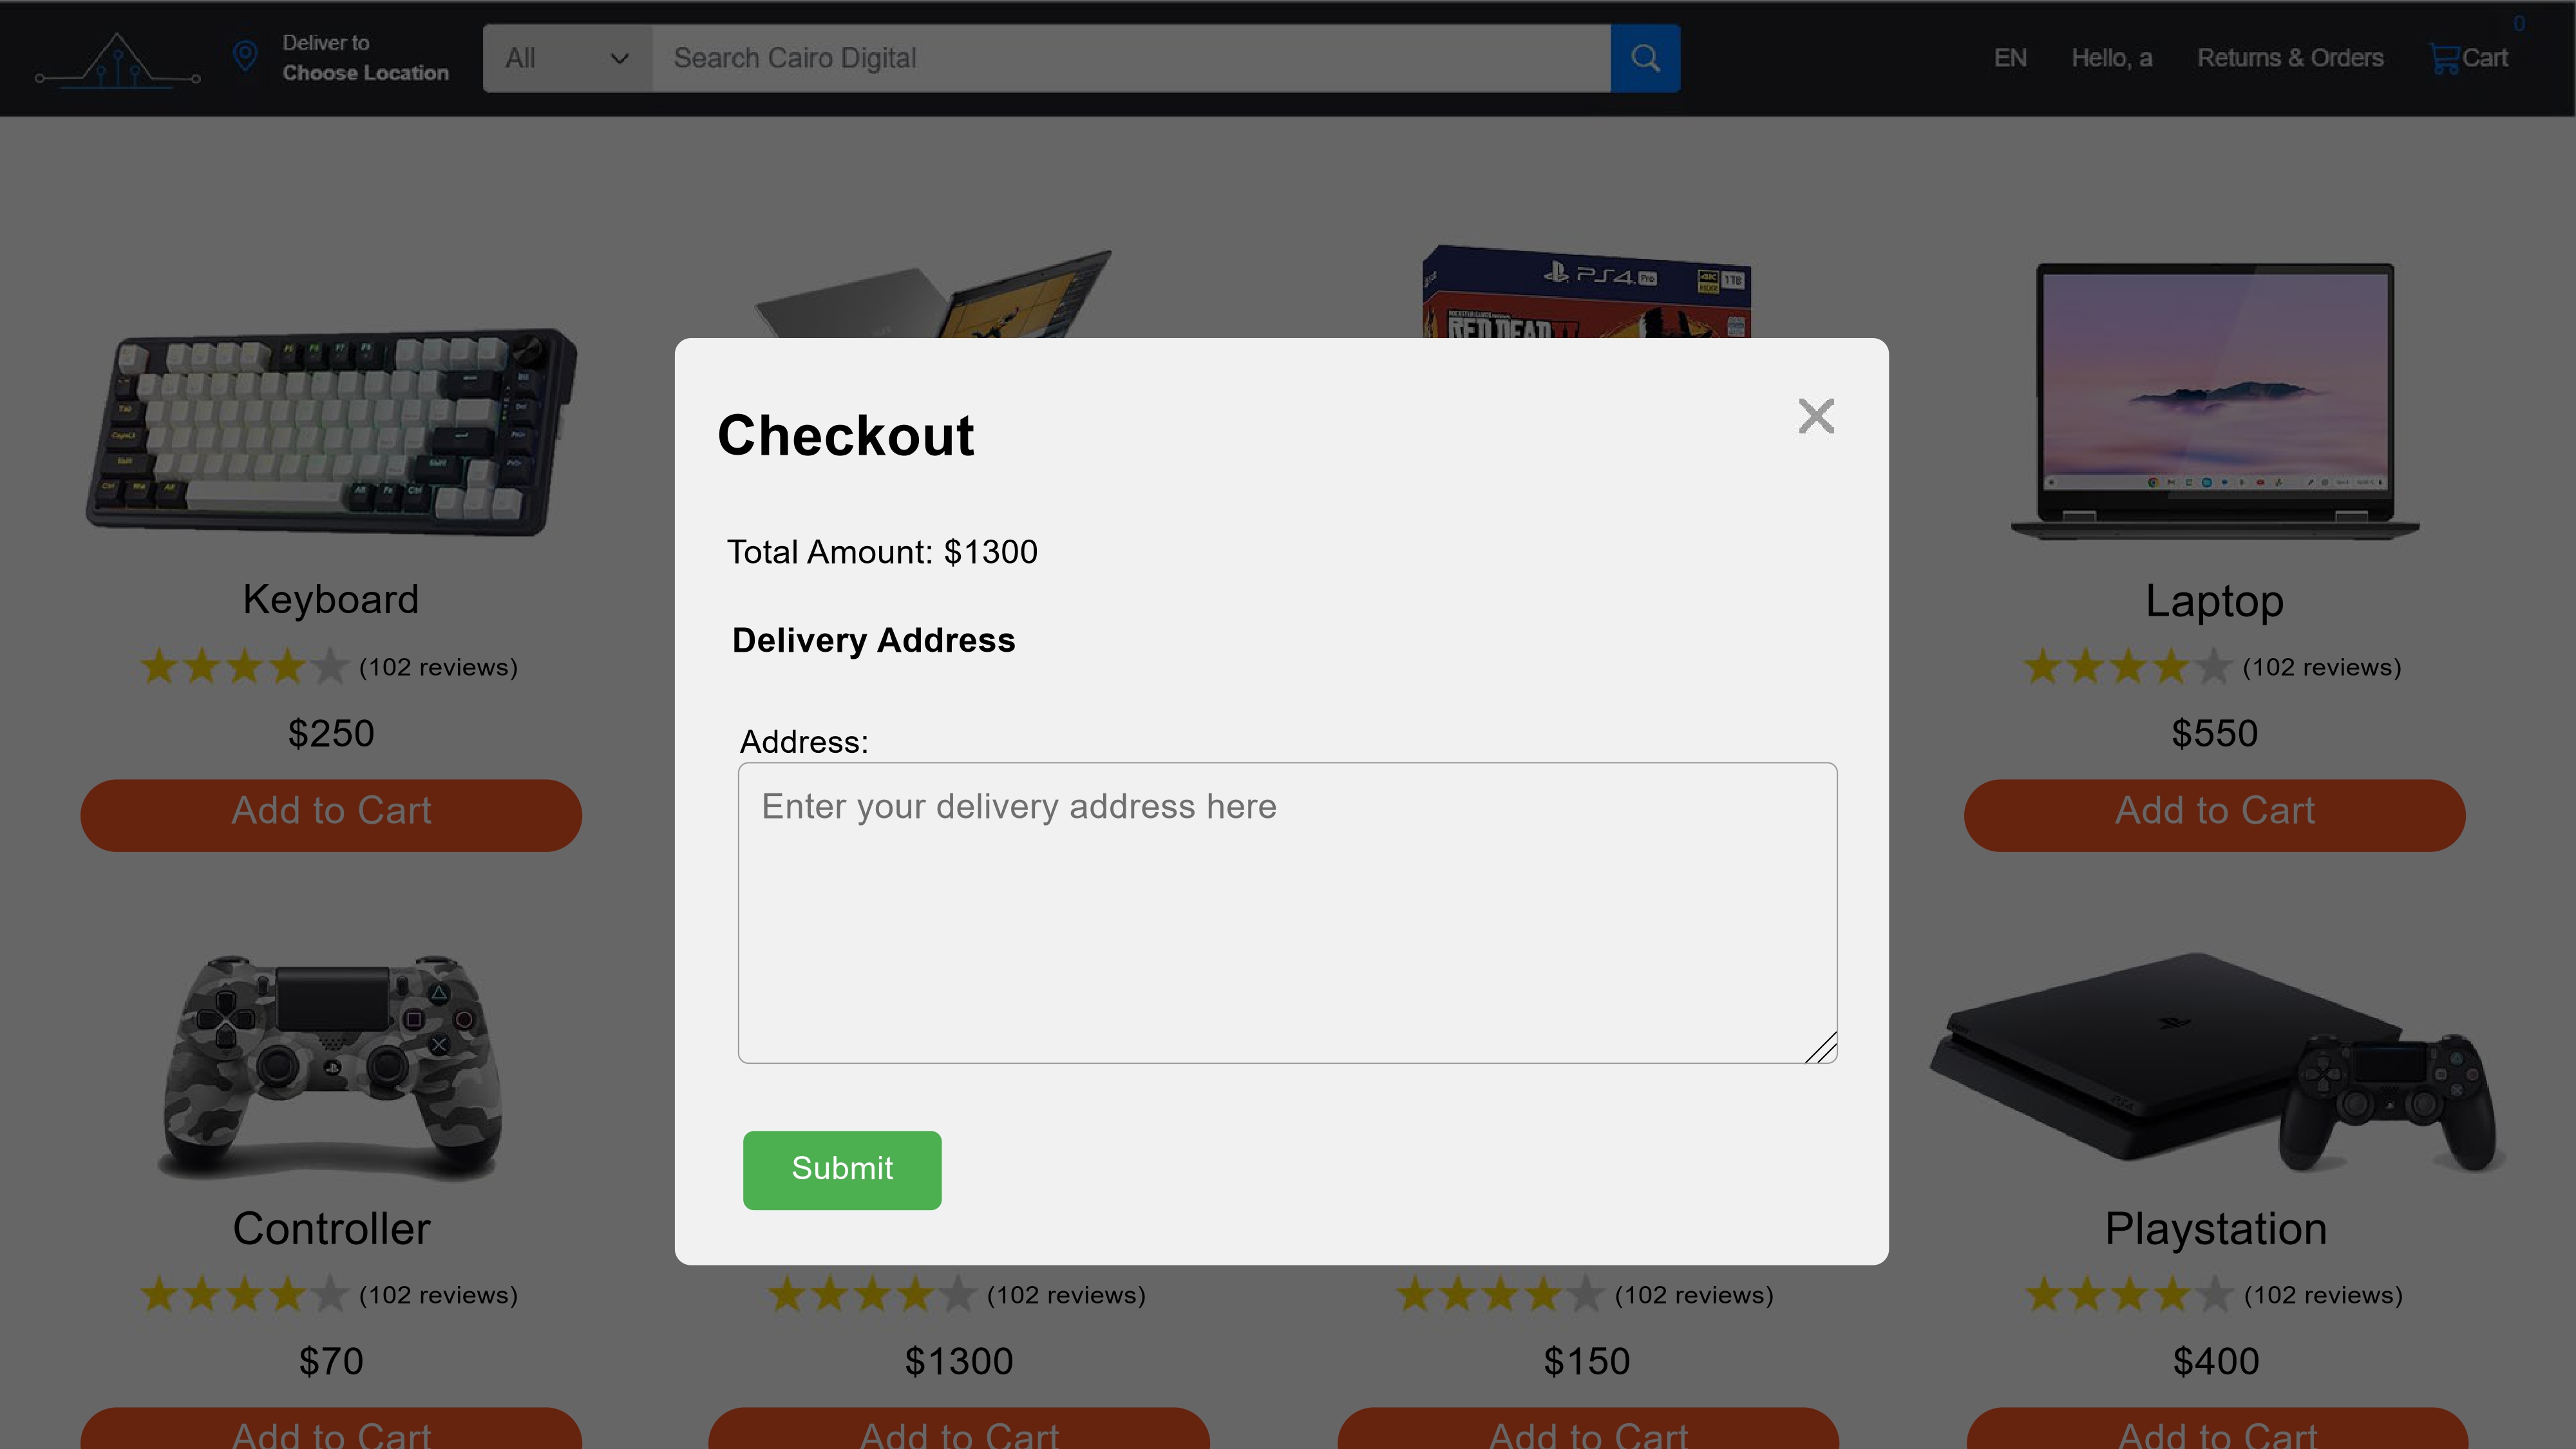 Deliver to
Choose Location
All
Search Cairo Digital
EN
Hello, a
Returns & Orders
0
Cart
PS4 Pro
4K HDR
1TB
RED DEAD
Checkout
Total Amount: $1300
Delivery Address
Address:
Enter your delivery address here
Submit
Keyboard
(102 reviews)
$250
Add to Cart
Laptop
(102 reviews)
$550
Add to Cart
Controller
(102 reviews)
$70
Add to Cart
(102 reviews)
$1300
Add to Cart
(102 reviews)
$150
Add to Cart
Playstation
(102 reviews)
$400
Add to Cart